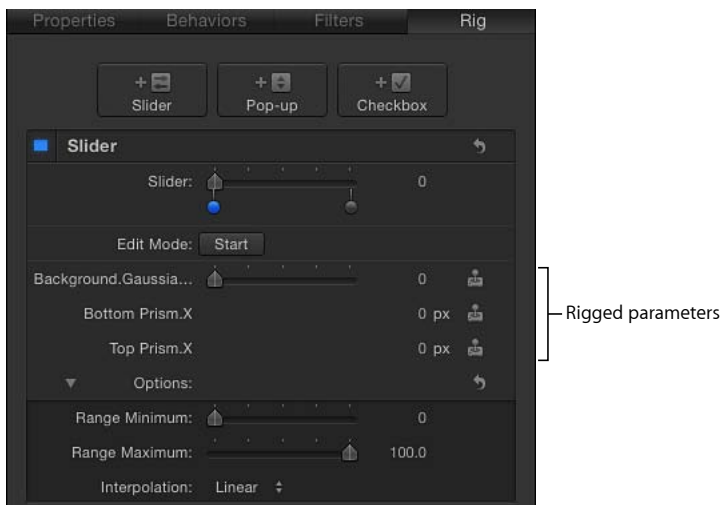 Properties Behaviors Filters Rig
+ Slider + Pop-up + Checkbox
Slider
Slider: 0
Edit Mode: Start
Background.Gaussia... 0
Bottom Prism.X 0 px
Top Prism.X 0 px
Rigged parameters
Options:
Range Minimum: 0
Range Maximum: 100.0
Interpolation: Linear